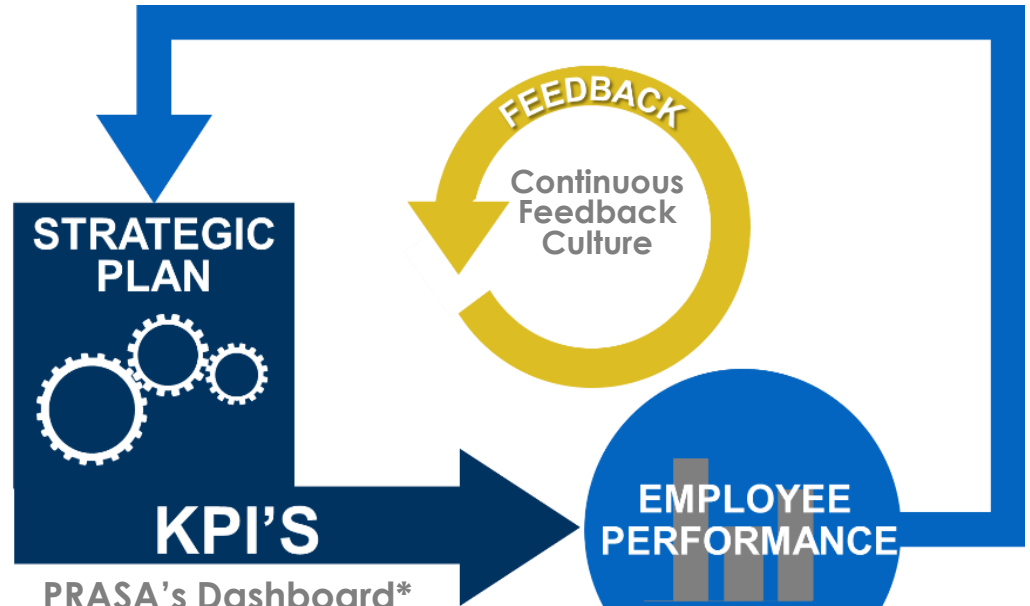 FEEDBACK
Continuous
Feedback
Culture
STRATEGIC
PLAN
KPI'S
EMPLOYEE
PERFORMANCE
PRASA's Dashboard*